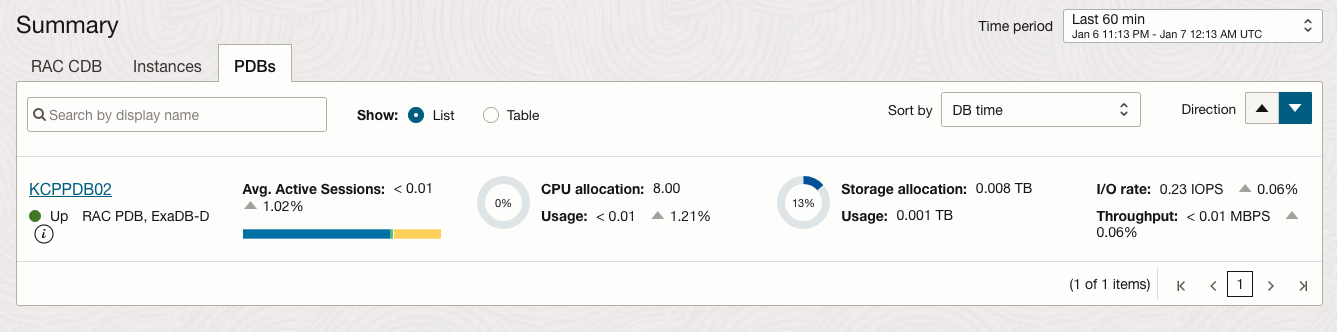 Summary
Time period
Last 60 min
Jan 6 11:13 PM - Jan 7 12:13 AM UTC
RAC CDB
Instances
PDBs
Search by display name
Show:
List
Table
Sort by
DB time
Direction
KCPPDB02
Up RAC PDB, ExaDB-D
i
Avg. Active Sessions: < 0.01
1.02%
0%
CPU allocation: 8.00
Usage: < 0.01 1.21%
13%
Storage allocation: 0.008 TB
Usage: 0.001 TB
I/O rate: 0.23 IOPS 0.06%
Throughput: < 0.01 MBPS
0.06%
(1 of 1 items)
1